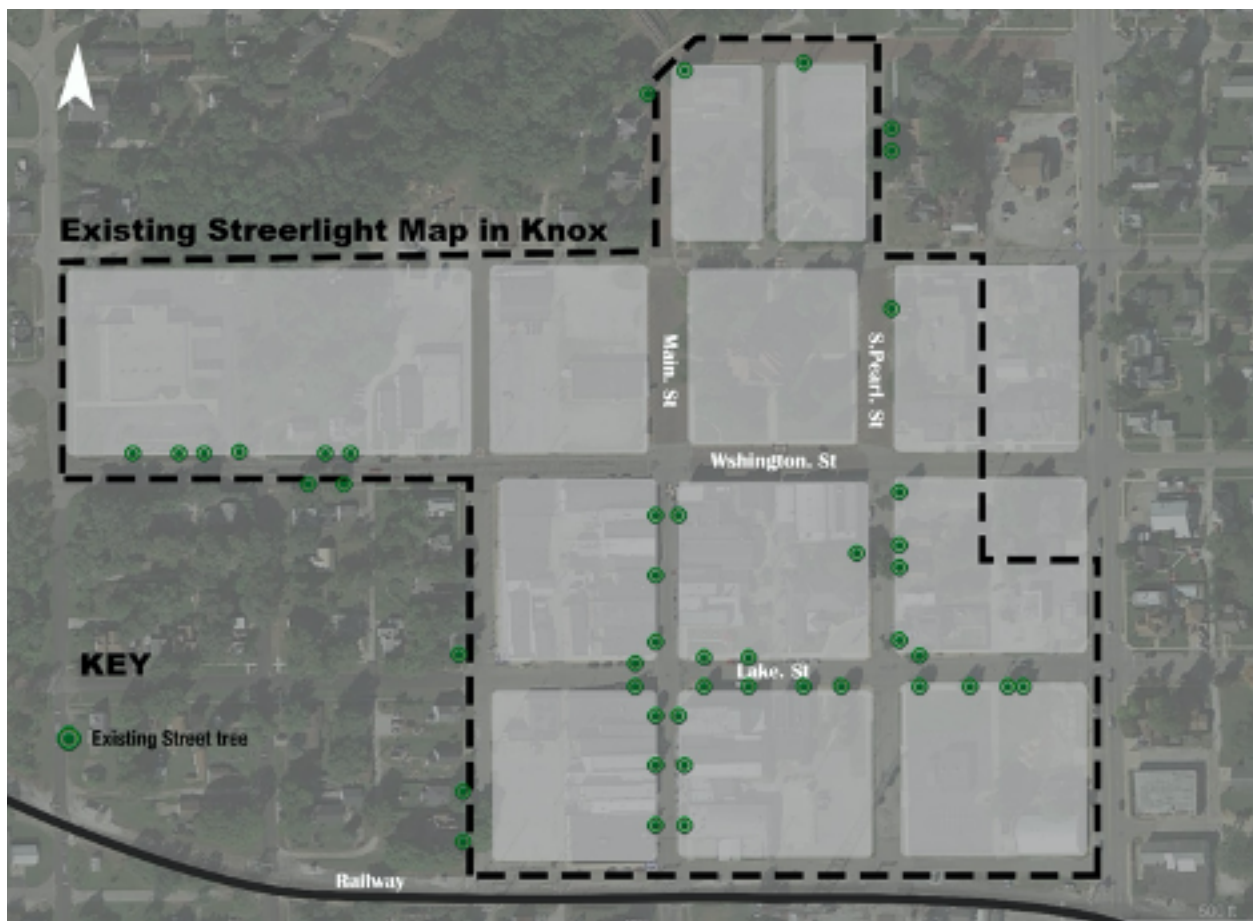 Existing Streerlight Map in Knox
Main. St
S.Pearl. St
Wshington. St
Lake. St
KEY
Existing Street tree
Railway